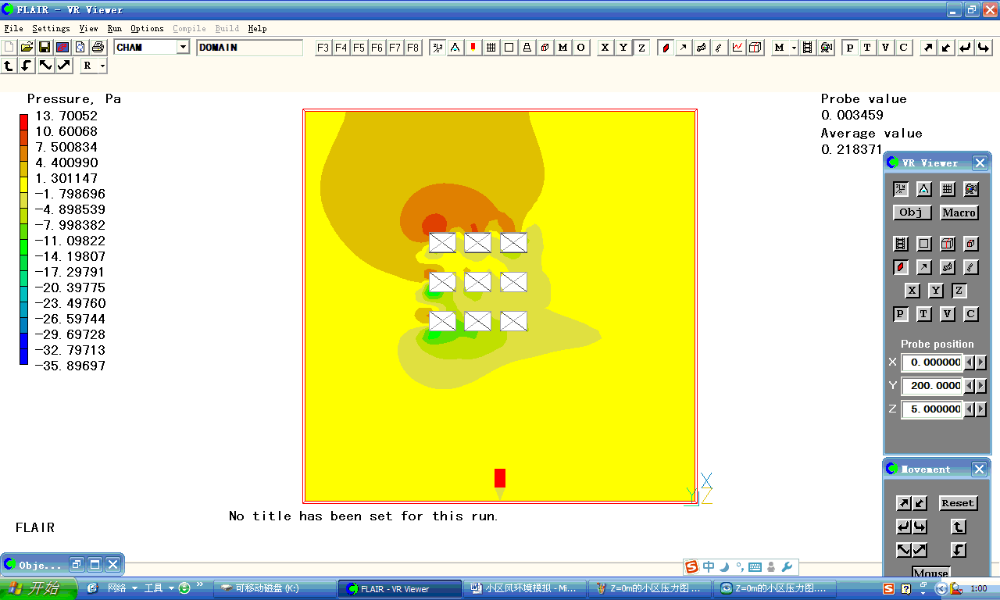 FLAIR - VR Viewer
File Settings View Run Options Compile Build Help
CHAM DOMAIN F3 F4 F5 F6 F7 F8 M O X Y Z M P T V C
R
Pressure, Pa
13.70052
10.60068
7.500834
4.400990
1.301147
-1.798696
-4.898539
-7.998382
-11.09822
-14.19807
-17.29791
-20.39775
-23.49760
-26.59744
-29.69728
-32.79713
-35.89697
Probe value
0.003459
Average value
0.218371
VR Viewer
Obj Macro
X Y Z
P T V C
Probe position
X 0.000000
Y 200.0000
Z 5.000000
X
Y Z
Movement
Reset
Mouse
No title has been set for this run.
FLAIR
Obje...
中
开始 网络 工具 » 可移动磁盘 (K:) FLAIR - VR Viewer 小区风环境模拟 - Mi... Z=0m的小区压力图 ... Z=0m的小区压力图.... 1:00